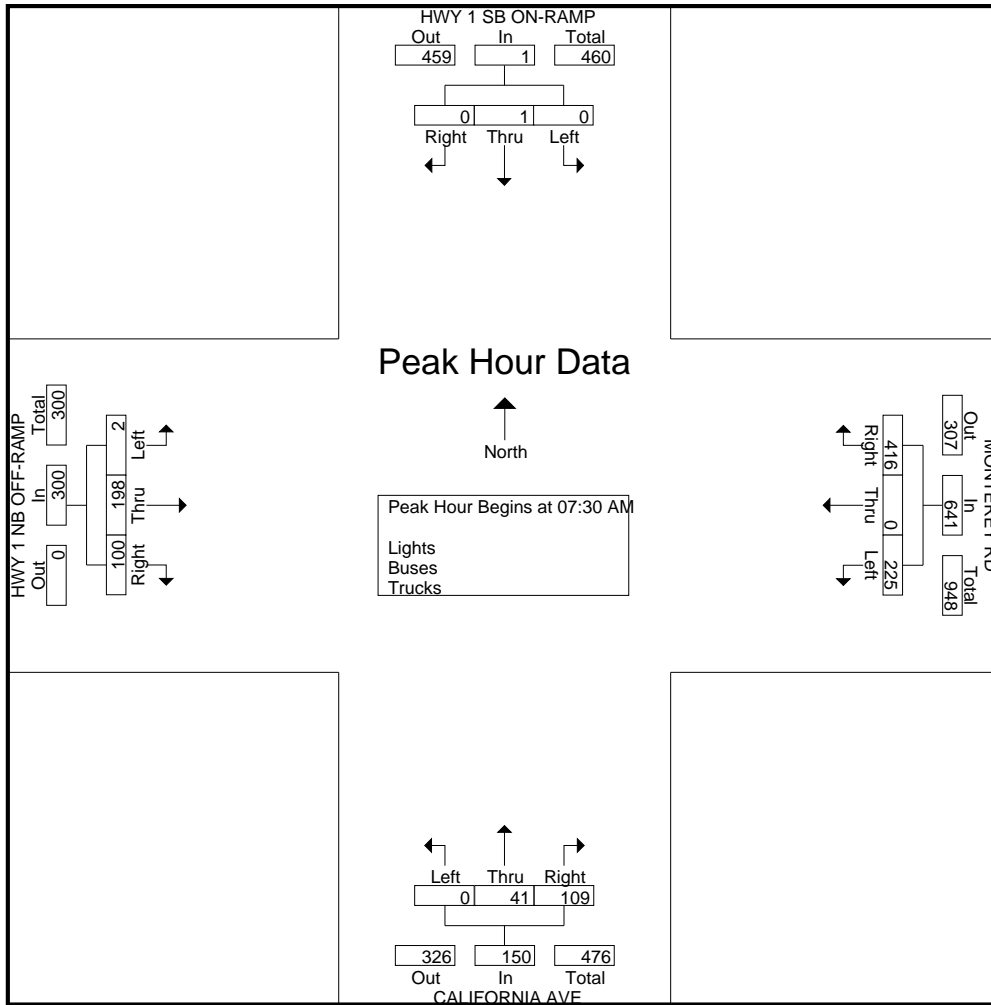 HWY 1 SB ON-RAMP
Out In Total
459 1 460
0 1 0
Right Thru Left
Peak Hour Data
North
Peak Hour Begins at 07:30 AM
Lights
Buses
Trucks
HWY 1 NB OFF-RAMP
Out In Total
0 300 300
Right Thru Left
100 198 2
MONTEREY RD
Out In Total
307 641 948
Right Thru Left
416 0 225
Left Thru Right
0 41 109
326 150 476
Out In Total
CALIFORNIA AVE